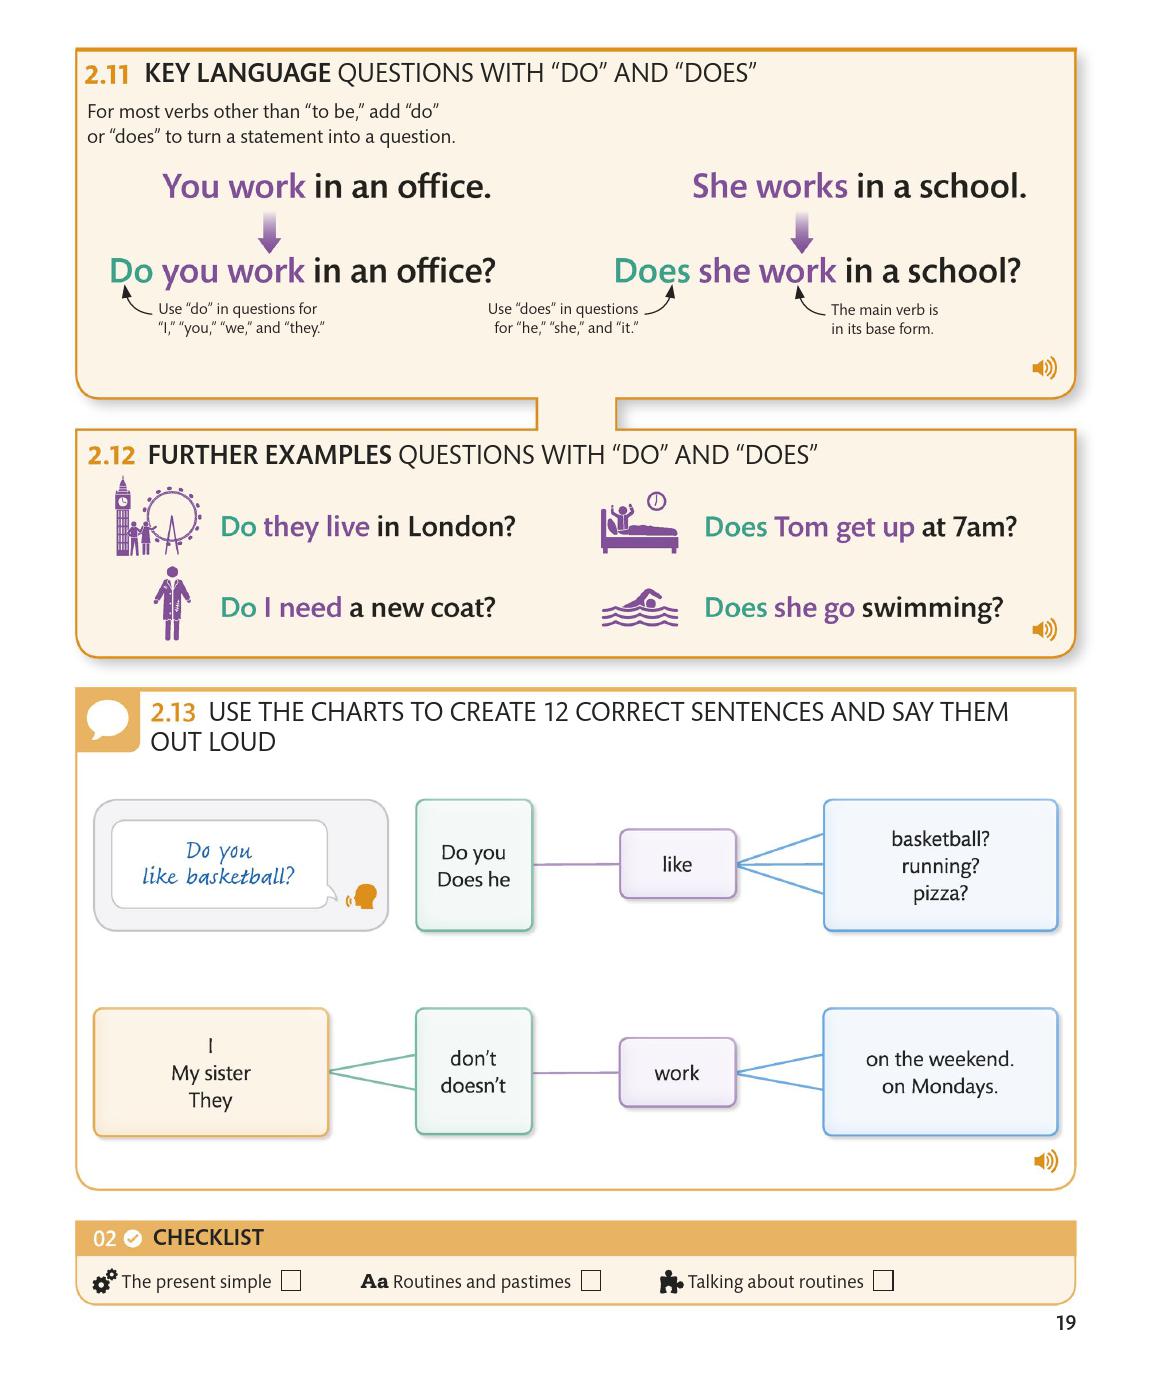 2.11 KEY LANGUAGE QUESTIONS WITH “DO” AND “DOES”
For most verbs other than “to be,” add “do”
or “does” to turn a statement into a question.
You work in an office.
Do you work in an office?
Use “do” in questions for
“I,” “you,” “we,” and “they.”
She works in a school.
Does she work in a school?
Use “does” in questions
for “he,” “she,” and “it.”
The main verb is
in its base form.
2.12 FURTHER EXAMPLES QUESTIONS WITH “DO” AND “DOES”
Do they live in London?
Does Tom get up at 7am?
Do I need a new coat?
Does she go swimming?
2.13 USE THE CHARTS TO CREATE 12 CORRECT SENTENCES AND SAY THEM
OUT LOUD
Do you
like basketball?
Do you
Does he
like
basketball?
running?
pizza?
I
My sister
They
don’t
doesn’t
work
on the weekend.
on Mondays.
02 CHECKLIST
The present simple
Aa Routines and pastimes
Talking about routines
19